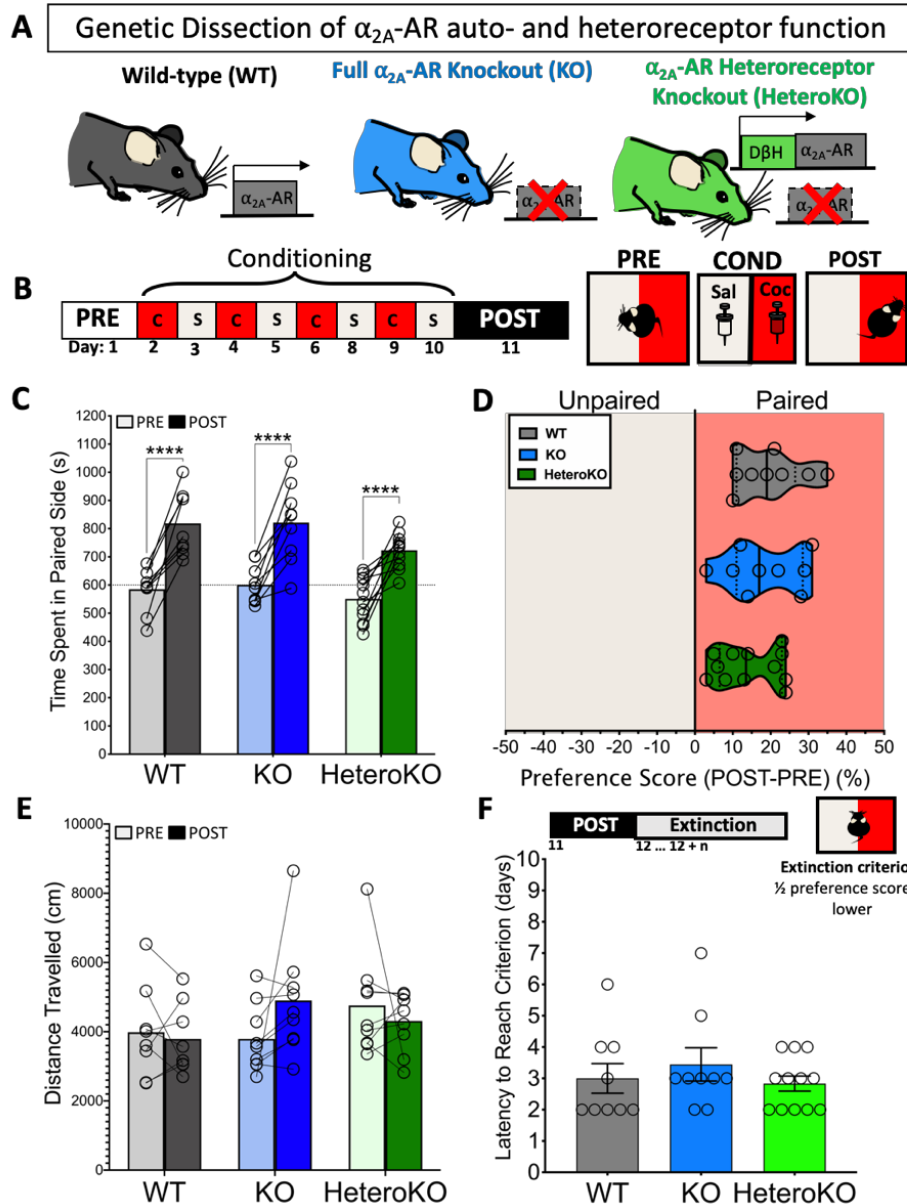 A
Genetic Dissection of α2A-AR auto- and heteroreceptor function
Wild-type (WT)
Full α2A-AR Knockout (KO)
α2A-AR Heteroreceptor
Knockout (HeteroKO)
α2A-AR
DβH
α2A-AR
B
Conditioning
PRE
C
S
C
S
C
S
C
S
POST
Day: 1
2
3
4
5
6
8
9
10
11
PRE
COND
POST
Sal
Coc
C
PRE
POST
Time Spent in Paired Side (s)
1200
1100
1000
900
800
700
600
500
400
300
200
100
0
****
****
****
WT
KO
HeteroKO
D
Unpaired
Paired
WT
KO
HeteroKO
-50 -40 -30 -20 -10 0 10 20 30 40 50
Preference Score (POST-PRE) (%)
E
PRE
POST
Distance Travelled (cm)
10000
8000
6000
4000
2000
0
WT
KO
HeteroKO
F
POST
Extinction
11
12 ... 12 + n
Extinction criterio
½ preference score
lower
Latency to Reach Criterion (days)
10
9
8
7
6
5
4
3
2
1
0
WT
KO
HeteroKO